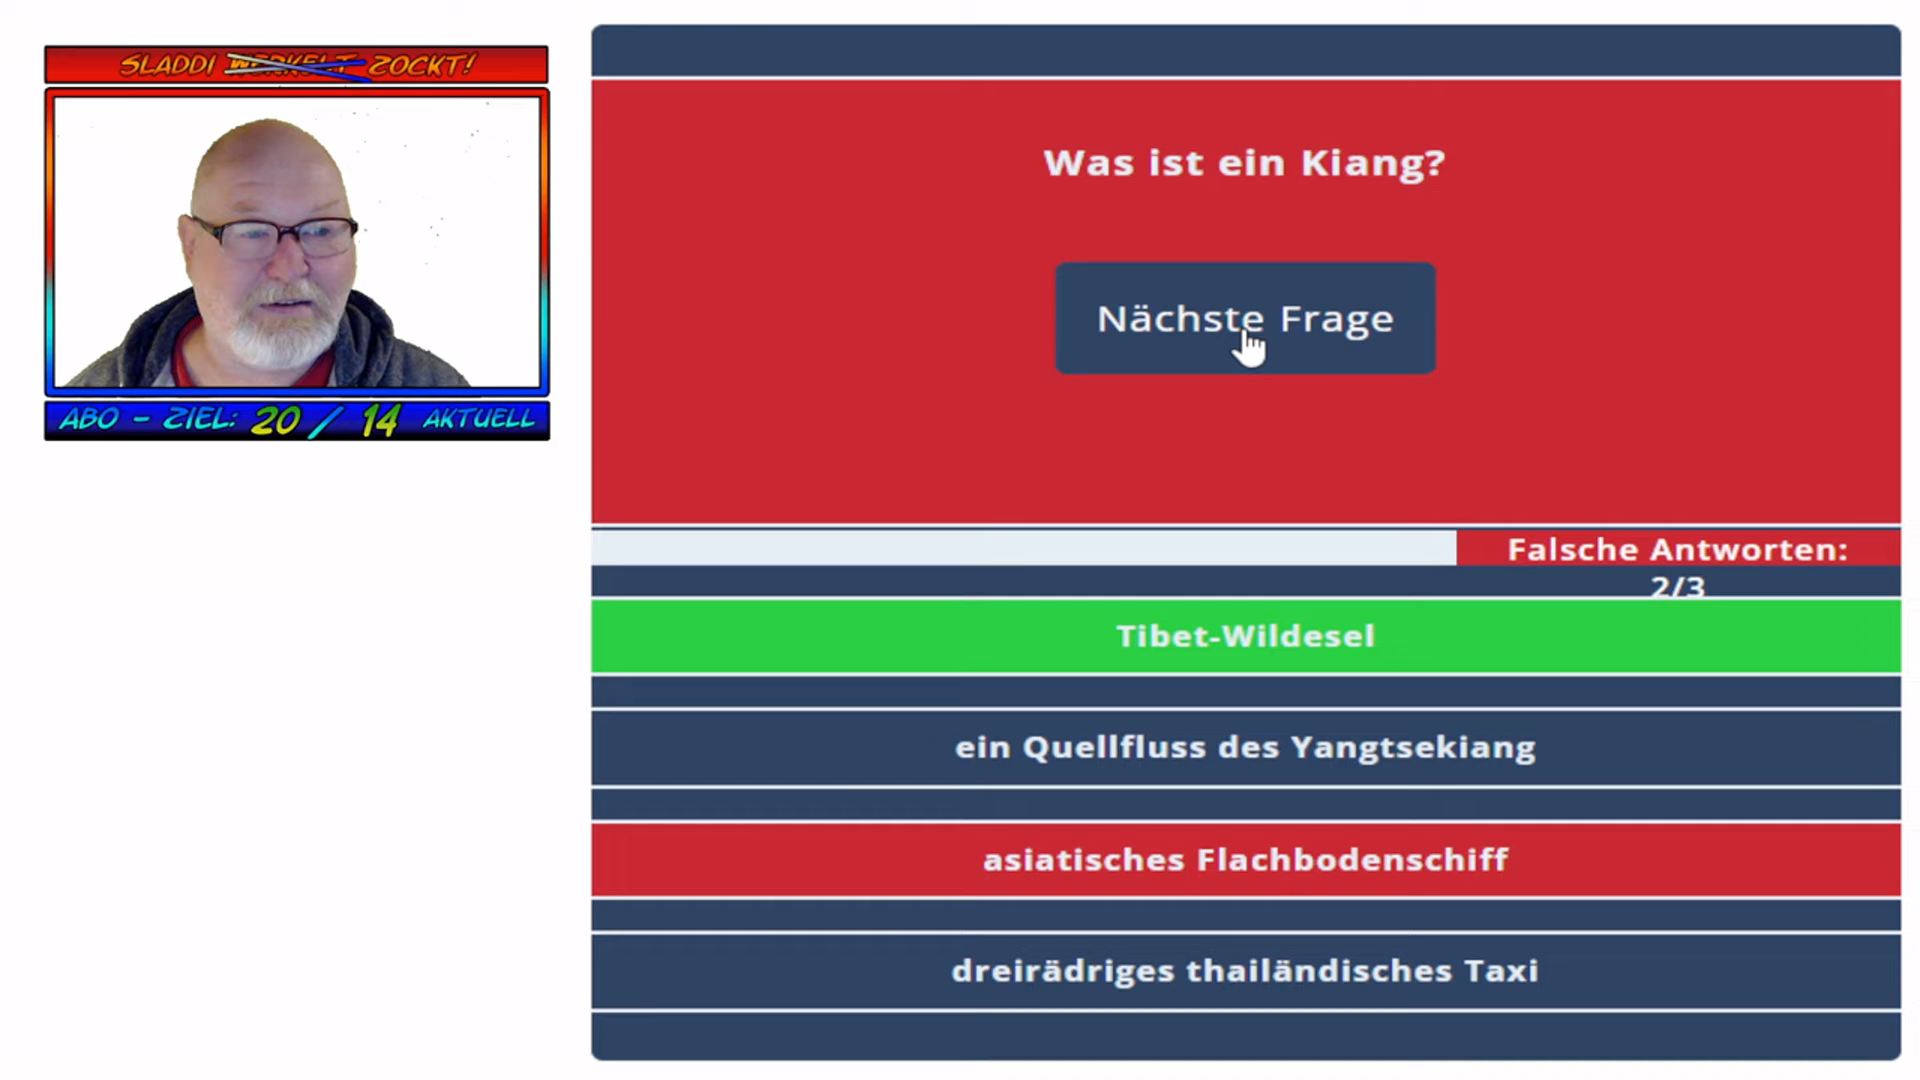 SLADDI WERKELT ZOCKT!
ABO - ZIEL: 20 / 14 AKTUELL
Was ist ein Kiang?
Nächste Frage
Falsche Antworten:
2/3
Tibet-Wildesel
ein Quellfluss des Yangtsekiang
asiatisches Flachbodenschiff
dreirädriges thailändisches Taxi